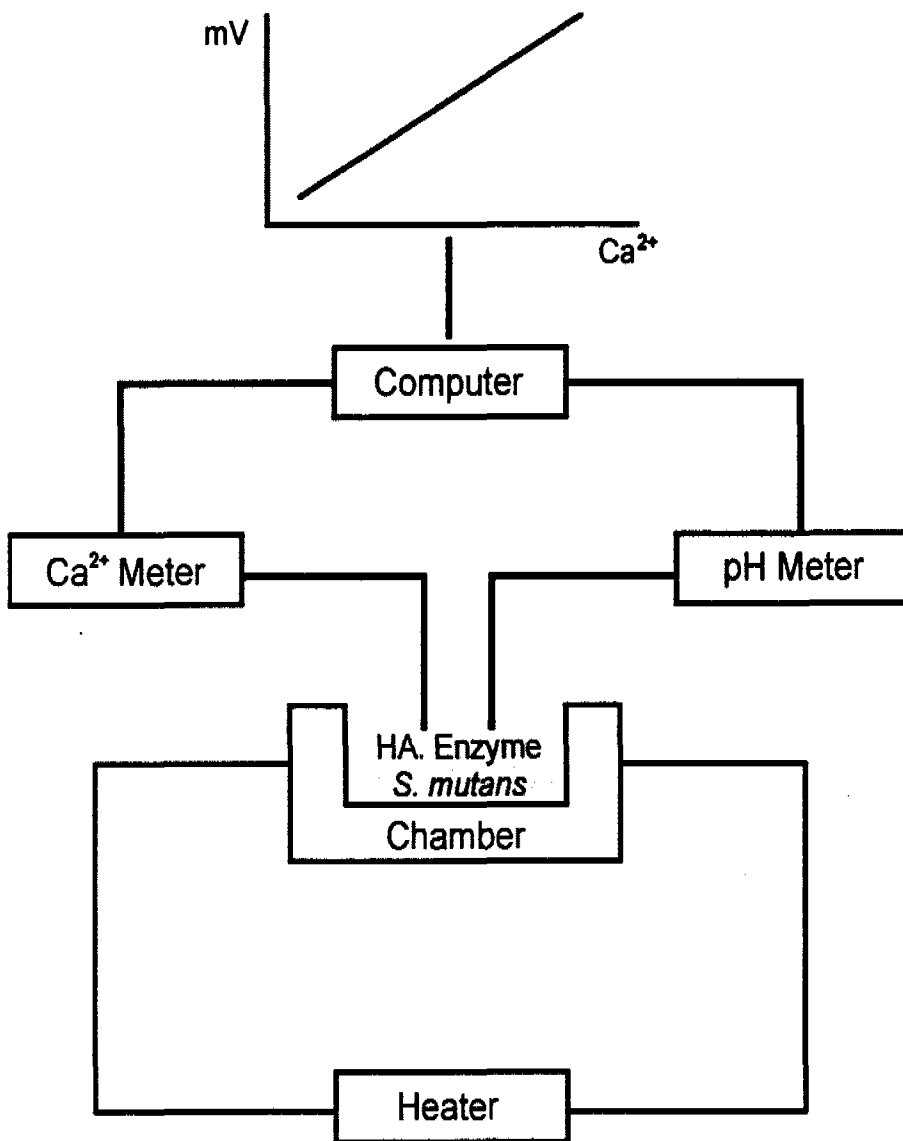 mV
Ca²⁺
Computer
Ca²⁺ Meter
pH Meter
HA. Enzyme
S. mutans
Chamber
Heater